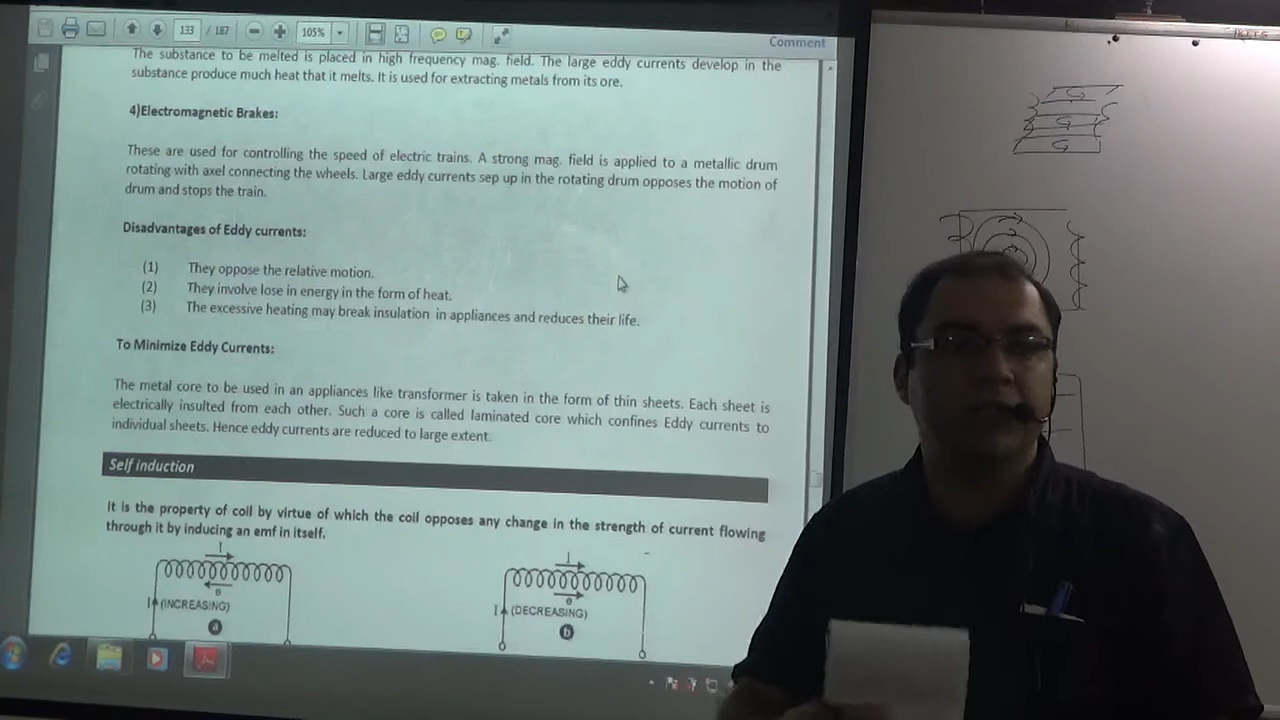 133 / 187
105%
Comment
The substance to be melted is placed in high frequency mag. field. The large eddy currents develop in the
substance produce much heat that it melts. It is used for extracting metals from its ore.
4)Electromagnetic Brakes:
These are used for controlling the speed of electric trains. A strong mag. field is applied to a metallic drum
rotating with axel connecting the wheels. Large eddy currents sep up in the rotating drum opposes the motion of
drum and stops the train.
Disadvantages of Eddy currents:
(1) They oppose the relative motion.
(2) They involve lose in energy in the form of heat.
(3) The excessive heating may break insulation in appliances and reduces their life.
To Minimize Eddy Currents:
The metal core to be used in an appliances like transformer is taken in the form of thin sheets. Each sheet is
electrically insulted from each other. Such a core is called laminated core which confines Eddy currents to
individual sheets. Hence eddy currents are reduced to large extent.
Self induction
It is the property of coil by virtue of which the coil opposes any change in the strength of current flowing
through it by inducing an emf in itself.
I
e
I (INCREASING)
a
I
e
I (DECREASING)
b